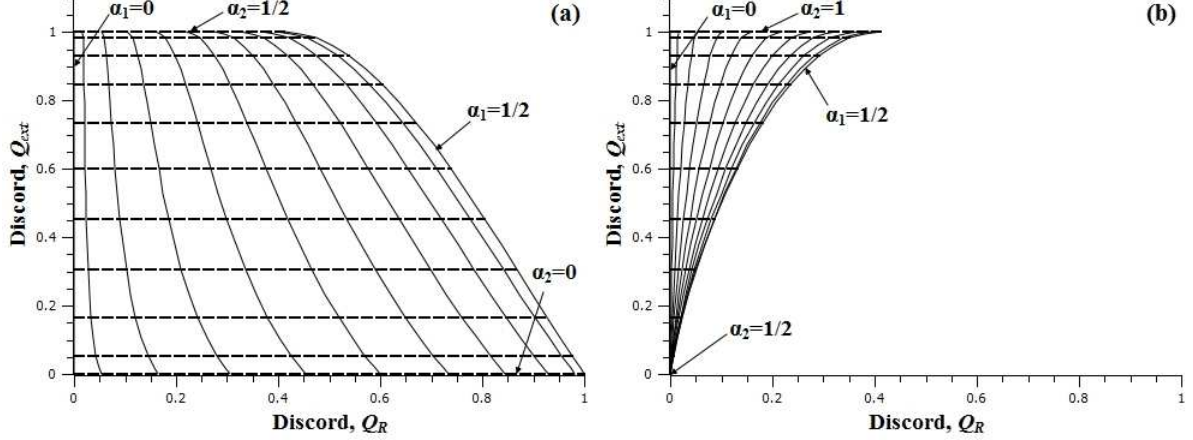 α₁=0
α₂=1/2
(a)
1
0.8
0.6
0.4
0.2
0
Discord, Qext
α₁=1/2
α₂=0
0
0.2
0.4
0.6
0.8
1
Discord, QR
α₁=0
α₂=1
(b)
1
0.8
0.6
0.4
0.2
0
Discord, Qext
α₁=1/2
α₂=1/2
0
0.2
0.4
0.6
0.8
1
Discord, QR